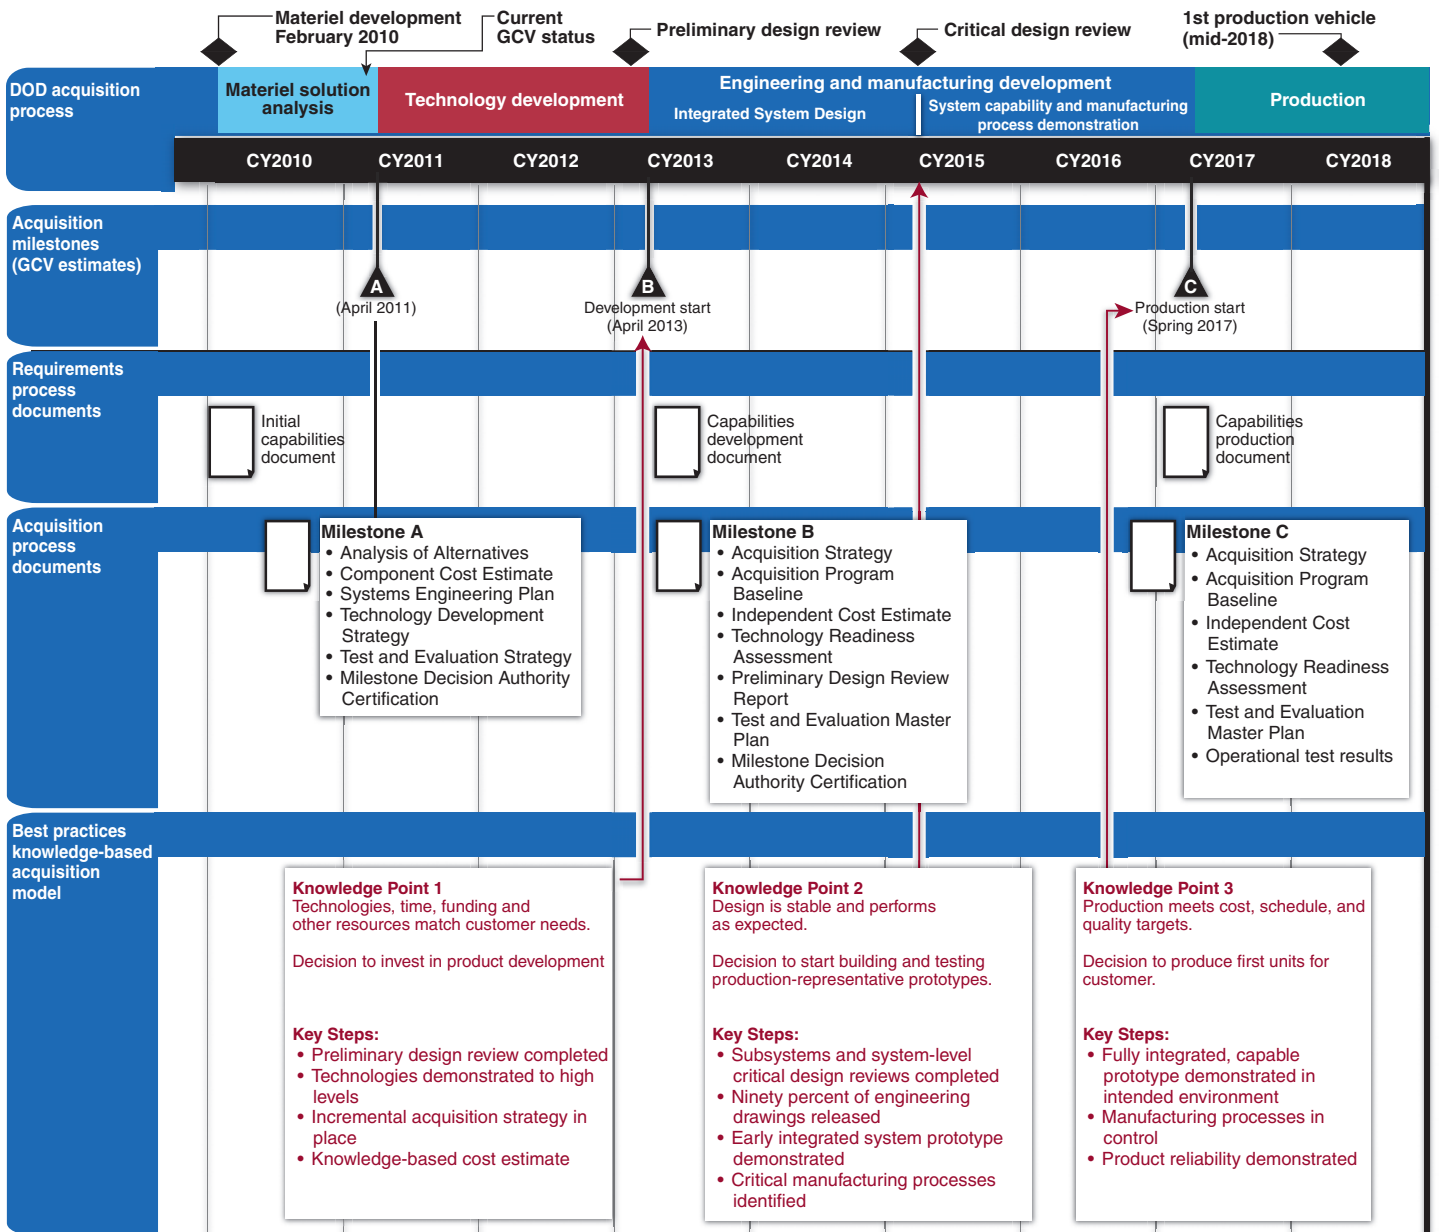 Materiel development
February 2010
Current
GCV status
Preliminary design review
Critical design review
1st production vehicle
(mid-2018)
DOD acquisition
process
Materiel solution
analysis
Technology development
Engineering and manufacturing development
Integrated System Design
System capability and manufacturing
process demonstration
Production
CY2010
CY2011
CY2012
CY2013
CY2014
CY2015
CY2016
CY2017
CY2018
Acquisition
milestones
(GCV estimates)
A
(April 2011)
B
Development start
(April 2013)
C
Production start
(Spring 2017)
Requirements
process
documents
Initial
capabilities
document
Capabilities
development
document
Capabilities
production
document
Acquisition
process
documents
Milestone A
• Analysis of Alternatives
• Component Cost Estimate
• Systems Engineering Plan
• Technology Development
Strategy
• Test and Evaluation Strategy
• Milestone Decision Authority
Certification
Milestone B
• Acquisition Strategy
• Acquisition Program
Baseline
• Independent Cost Estimate
• Technology Readiness
Assessment
• Preliminary Design Review
Report
• Test and Evaluation Master
Plan
• Milestone Decision
Authority Certification
Milestone C
• Acquisition Strategy
• Acquisition Program
Baseline
• Independent Cost
Estimate
• Technology Readiness
Assessment
• Test and Evaluation
Master Plan
• Operational test results
Best practices
knowledge-based
acquisition
model
Knowledge Point 1
Technologies, time, funding and
other resources match customer needs.
Decision to invest in product development
Key Steps:
• Preliminary design review completed
• Technologies demonstrated to high
levels
• Incremental acquisition strategy in
place
• Knowledge-based cost estimate
Knowledge Point 2
Design is stable and performs
as expected.
Decision to start building and testing
production-representative prototypes.
Key Steps:
• Subsystems and system-level
critical design reviews completed
• Ninety percent of engineering
drawings released
• Early integrated system prototype
demonstrated
• Critical manufacturing processes
identified
Knowledge Point 3
Production meets cost, schedule, and
quality targets.
Decision to produce first units for
customer.
Key Steps:
• Fully integrated, capable
prototype demonstrated in
intended environment
• Manufacturing processes in
control
• Product reliability demonstrated